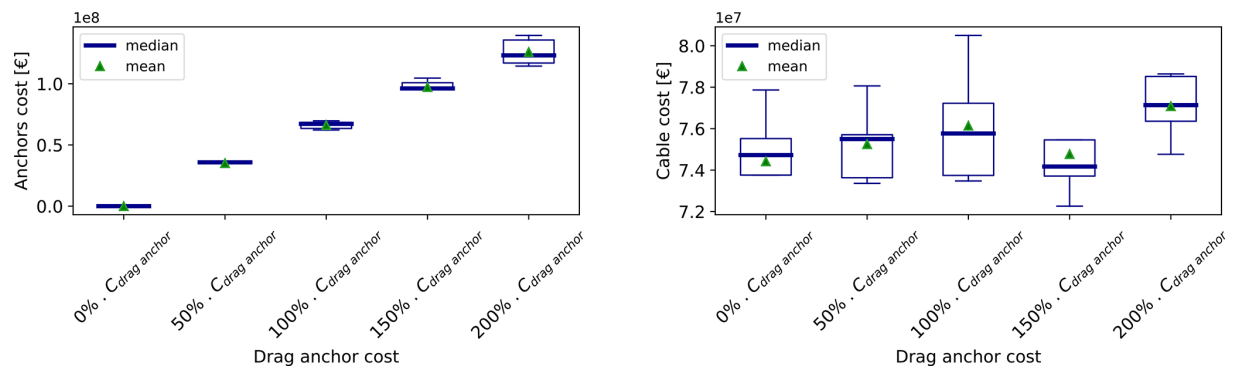 1e8
Anchors cost [€]
median
mean
1.0
0.5
0.0
0% . C_drag anchor
50% . C_drag anchor
100% . C_drag anchor
150% . C_drag anchor
200% . C_drag anchor
Drag anchor cost
1e7
Cable cost [€]
median
mean
8.0
7.8
7.6
7.4
7.2
0% . C_drag anchor
50% . C_drag anchor
100% . C_drag anchor
150% . C_drag anchor
200% . C_drag anchor
Drag anchor cost